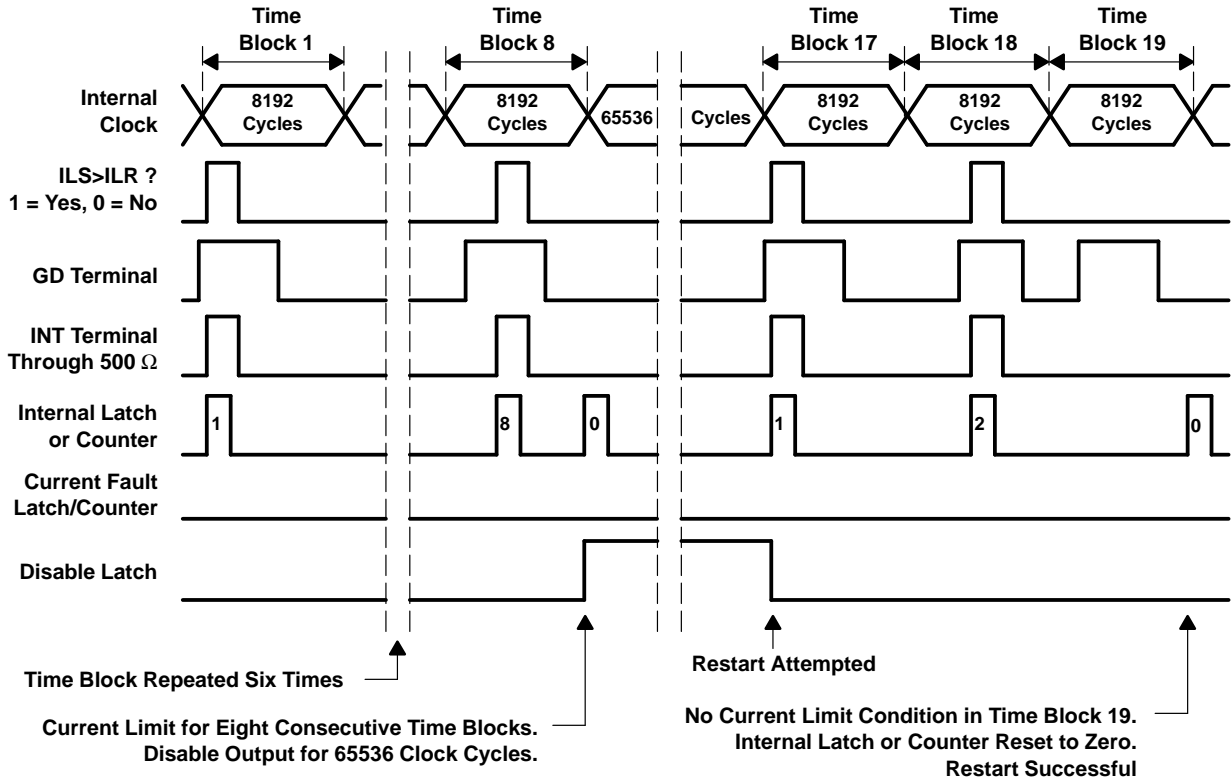 Time
Block 1
Time
Block 8
Time
Block 17
Time
Block 18
Time
Block 19
Internal
Clock
8192
Cycles
8192
Cycles
65536
Cycles
8192
Cycles
8192
Cycles
8192
Cycles
ILS>ILR ?
1 = Yes, 0 = No
GD Terminal
INT Terminal
Through 500 Ω
Internal Latch
or Counter
1
8
0
1
2
0
Current Fault
Latch/Counter
Disable Latch
Time Block Repeated Six Times
Restart Attempted
Current Limit for Eight Consecutive Time Blocks.
Disable Output for 65536 Clock Cycles.
No Current Limit Condition in Time Block 19.
Internal Latch or Counter Reset to Zero.
Restart Successful